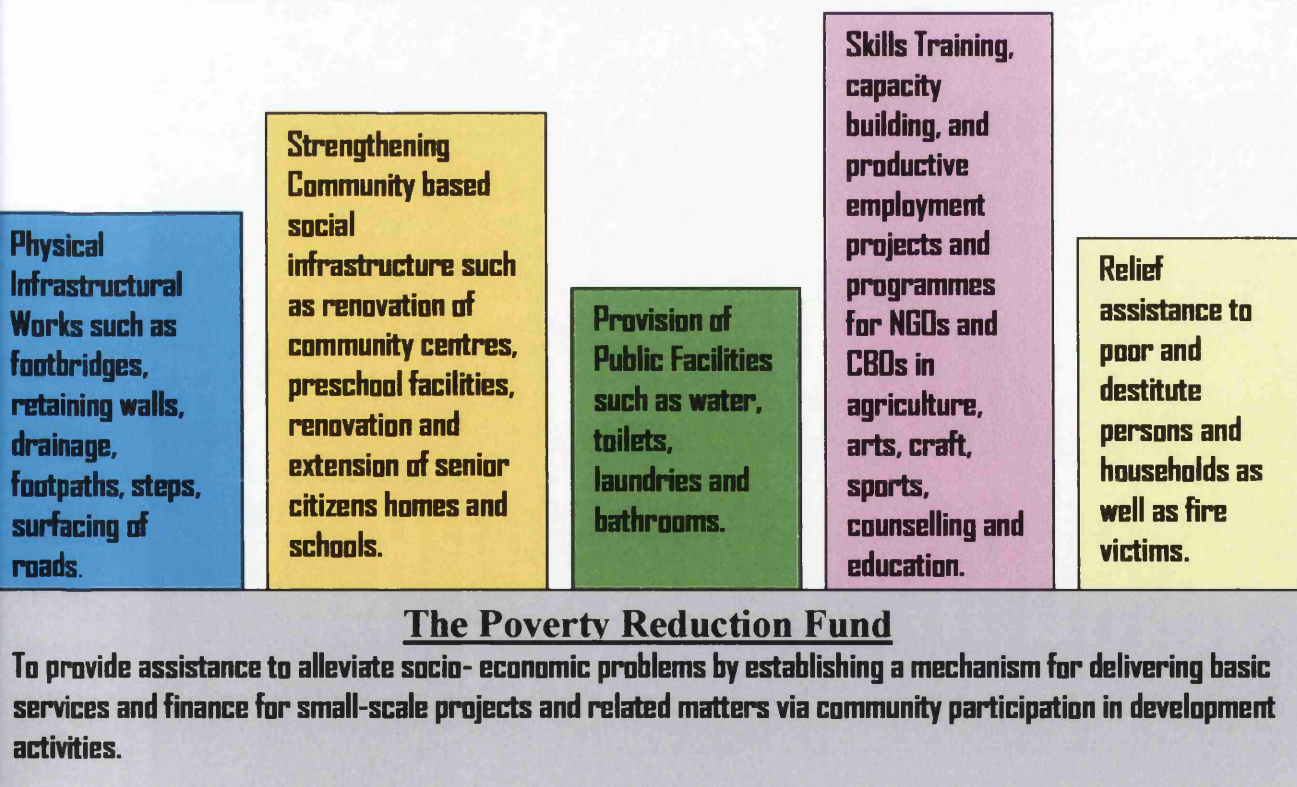 Physical
Infrastructural
Works such as
footbridges,
retaining walls,
drainage,
footpaths, steps,
surfacing of
roads.
Strengthening
Community based
social
infrastructure such
as renovation of
community centres,
preschool facilities,
renovation and
extension of senior
citizens homes and
schools.
Provision of
Public Facilities
such as water,
toilets,
laundries and
bathrooms.
Skills Training,
capacity
building, and
productive
employment
projects and
programmes
for NGOs and
CBOs in
agriculture,
arts, craft,
sports,
counselling and
education.
Relief
assistance to
poor and
destitute
persons and
households as
well as fire
victims.
The Poverty Reduction Fund
To provide assistance to alleviate socio- economic problems by establishing a mechanism for delivering basic
services and finance for small-scale projects and related matters via community participation in development
activities.